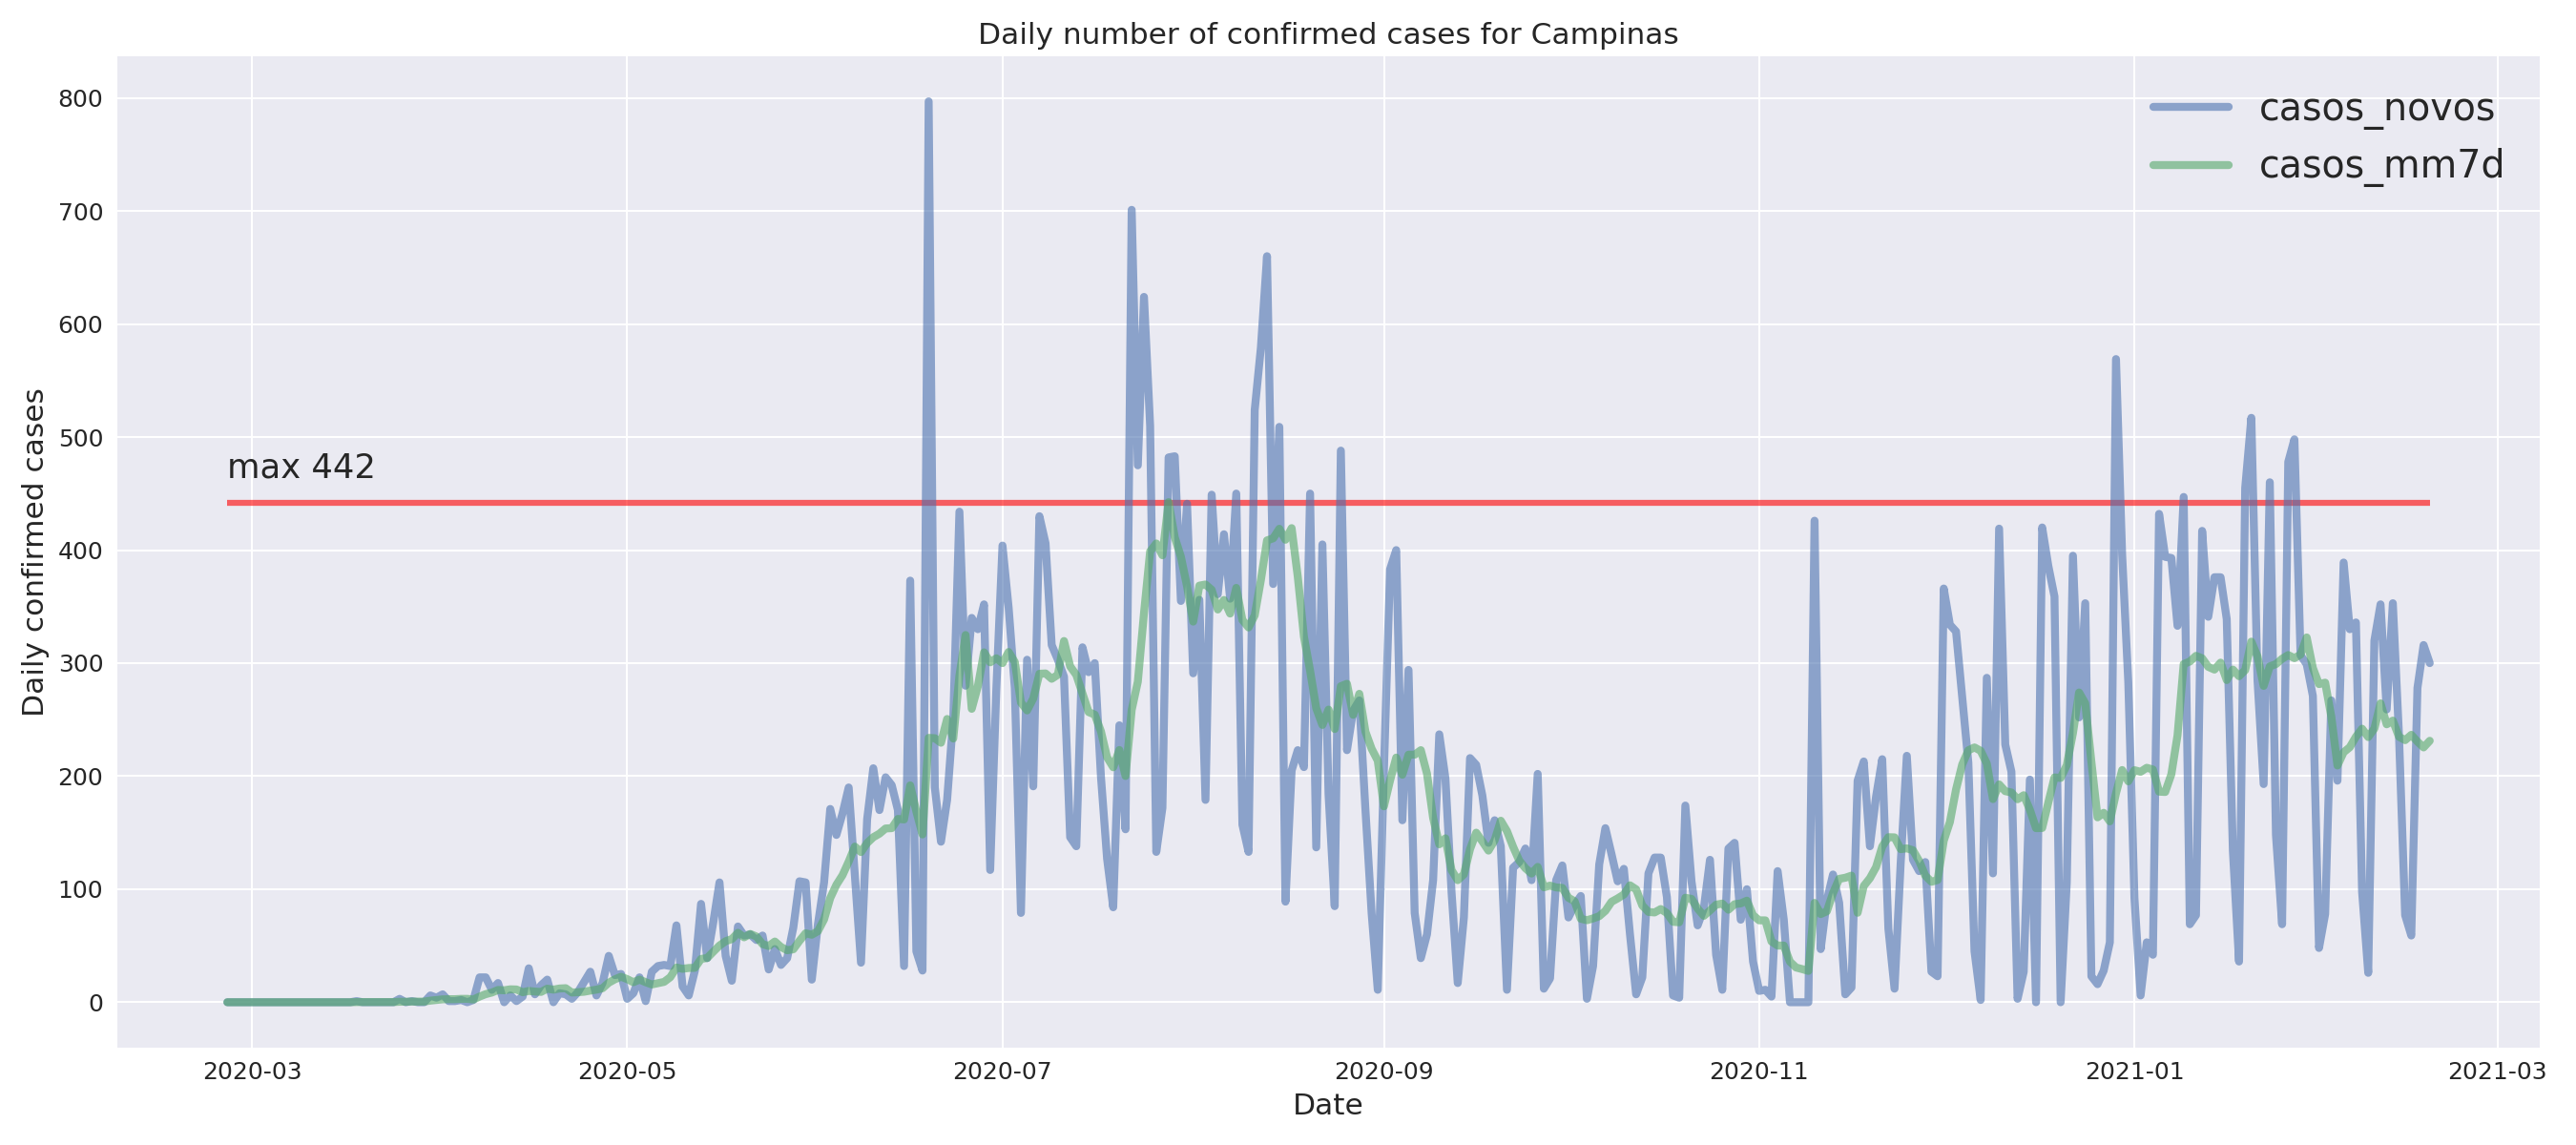 Daily number of confirmed cases for Campinas
casos_novos
casos_mm7d
max 442
Daily confirmed cases
800
700
600
500
400
300
200
100
0
2020-03
2020-05
2020-07
2020-09
2020-11
2021-01
2021-03
Date